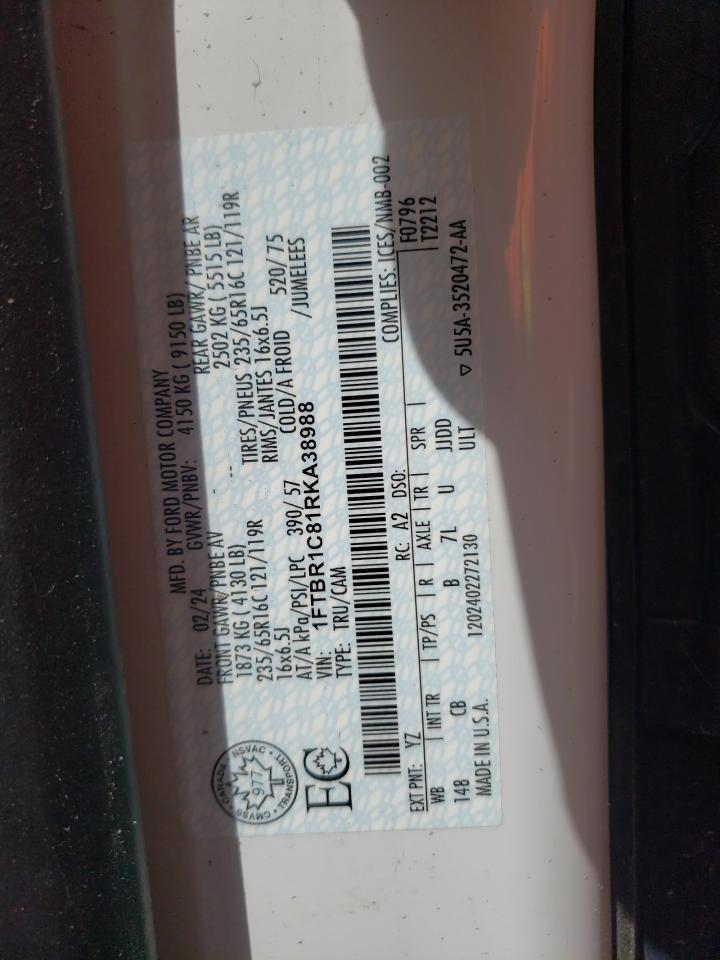 MFD. BY FORD MOTOR COMPANY
DATE: 02/24 GVWR/PNBV: 4150 KG ( 9150 LB)
FRONT GAWR/PNBE AV REAR GAWR/ PNBE AR
1873 KG ( 4130 LB) 2502 KG ( 5515 LB)
235/65R16C 121/119R TIRES/PNEUS 235/65R16C 121/119R
16x6.5J RIMS/JANTES 16x6.5J
AT/A kPa/PSI/LPC 390/ 57 COLD/A FROID 520/ 75
VIN: 1FTBR1C81RKA38988 /JUMELEES
TYPE: TRU/CAM
CANADA NSVAC TRANSPORT CMVSS
977
EC
COMPLIES: ICES/NMB-002
EXT PNT: YZ RC: A2 DSO: F0796
WB INT TR TP/PS R AXLE TR SPR T2212
148 CB B 7L U JJDD
MADE IN U.S.A. 1202402272130 ULT ▽ 5U5A-3520472-AA